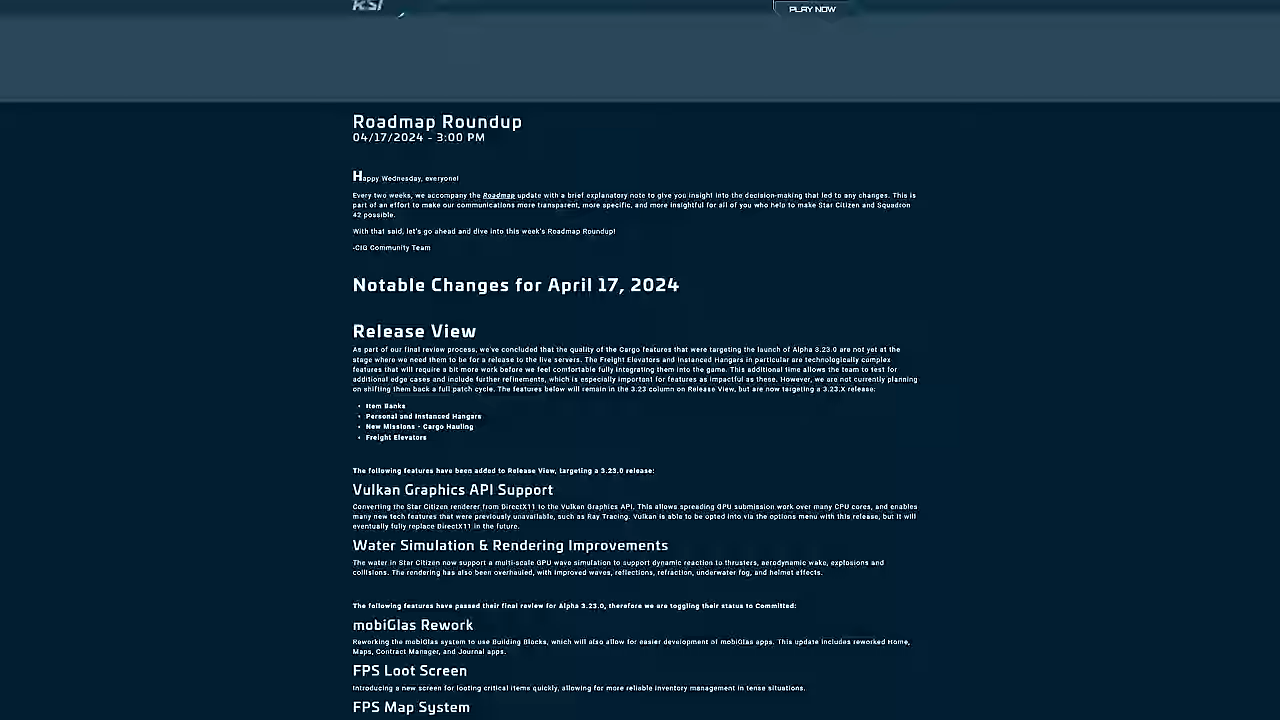 RSI
PLAY NOW
Roadmap Roundup
04/17/2024 - 3:00 PM
Happy Wednesday, everyone!
Every two weeks, we accompany the Roadmap update with a brief explanatory note to give you insight into the decision-making that led to any changes. This is
part of an effort to make our communications more transparent, more specific, and more insightful for all of you who help to make Star Citizen and Squadron
42 possible.
With that said, let's go ahead and dive into this week's Roadmap Roundup!
-CIG Community Team
Notable Changes for April 17, 2024
Release View
As part of our final review process, we've concluded that the quality of the Cargo features that were targeting the launch of Alpha 3.23.0 are not yet at the
stage where we need them to be for a release to the live servers. The Freight Elevators and Instanced Hangars in particular are technologically complex
features that will require a bit more work before we feel comfortable fully integrating them into the game. This additional time allows the team to test for
additional edge cases and include further refinements, which is especially important for features as impactful as these. However, we are not currently planning
on shifting them back a full patch cycle. The features below will remain in the 3.23 column on Release View, but are now targeting a 3.23.X release:
• Item Banks
• Personal and Instanced Hangars
• New Missions - Cargo Hauling
• Freight Elevators
The following features have been added to Release View, targeting a 3.23.0 release:
Vulkan Graphics API Support
Converting the Star Citizen renderer from DirectX11 to the Vulkan Graphics API. This allows spreading GPU submission work over many CPU cores, and enables
many new tech features that were previously unavailable, such as Ray Tracing. Vulkan is able to be opted into via the options menu with this release, but it will
eventually fully replace DirectX11 in the future.
Water Simulation & Rendering Improvements
The water in Star Citizen now support a multi-scale GPU wave simulation to support dynamic reaction to thrusters, aerodynamic wake, explosions and
collisions. The rendering has also been overhauled, with improved waves, reflections, refraction, underwater fog, and helmet effects.
The following features have passed their final review for Alpha 3.23.0, therefore we are toggling their status to Committed:
mobiGlas Rework
Reworking the mobiGlas system to use Building Blocks, which will also allow for easier development of mobiGlas apps. This update includes reworked Home,
Maps, Contract Manager, and Journal apps.
FPS Loot Screen
Introducing a new screen for looting critical items quickly, allowing for more reliable inventory management in tense situations.
FPS Map System